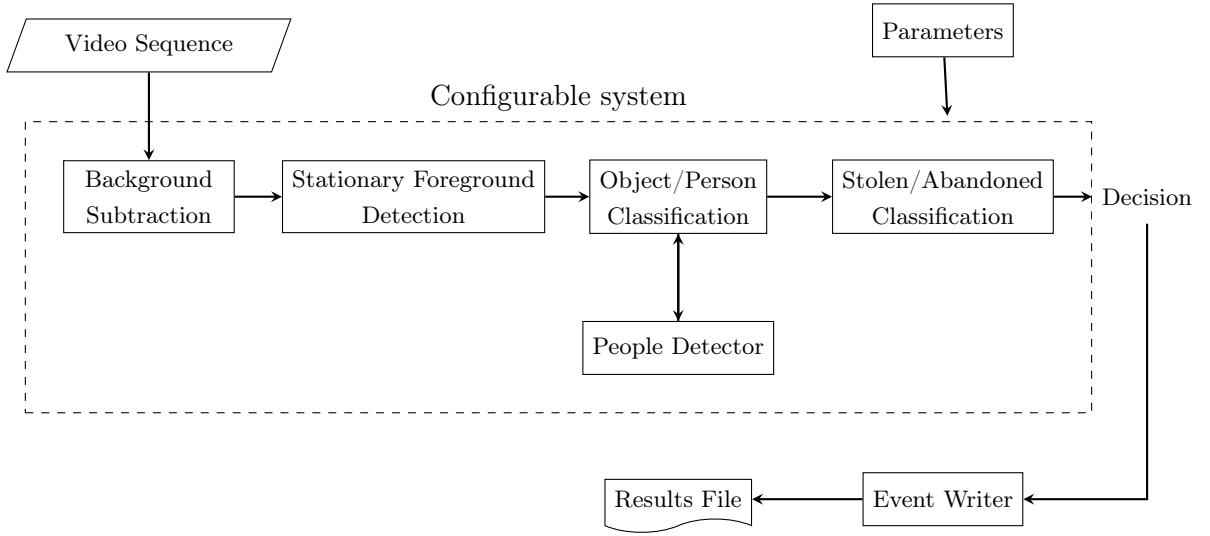 Video Sequence
Parameters
Configurable system
Background
Subtraction
Stationary Foreground
Detection
Object/Person
Classification
Stolen/Abandoned
Classification
Decision
People Detector
Results File
Event Writer